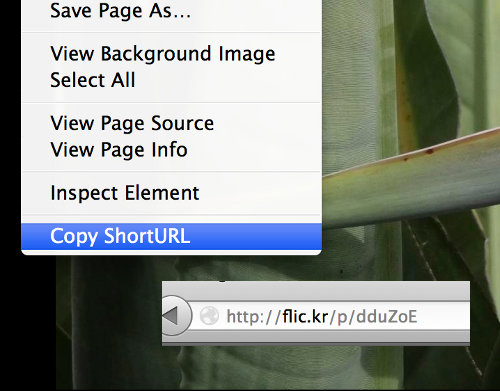 Save Page As...
View Background Image
Select All
View Page Source
View Page Info
Inspect Element
Copy ShortURL
http://flic.kr/p/dduZoE